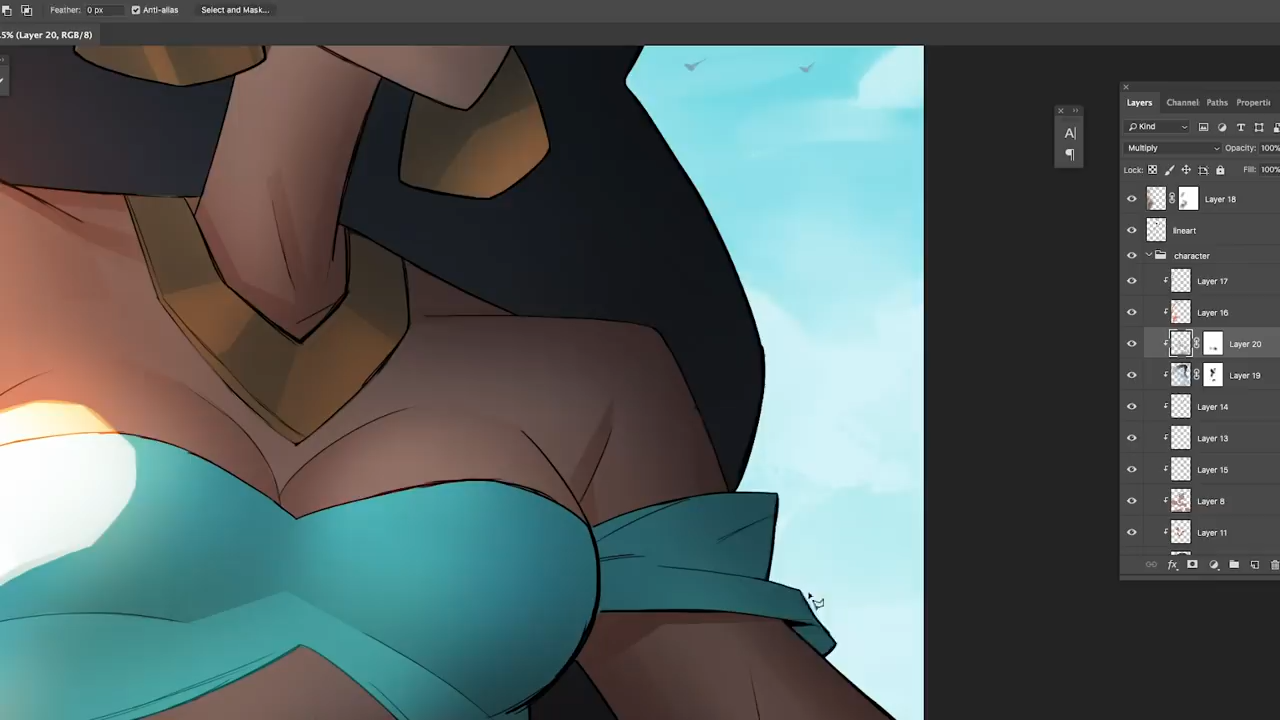 Feather: 0 px Anti-alias Select and Mask...
.5% (Layer 20, RGB/8)
Layers Channel Paths Properti
Kind
Multiply Opacity: 100%
Lock: Fill: 100%
Layer 18
lineart
character
Layer 17
Layer 16
Layer 20
Layer 19
Layer 14
Layer 13
Layer 15
Layer 8
Layer 11
fx